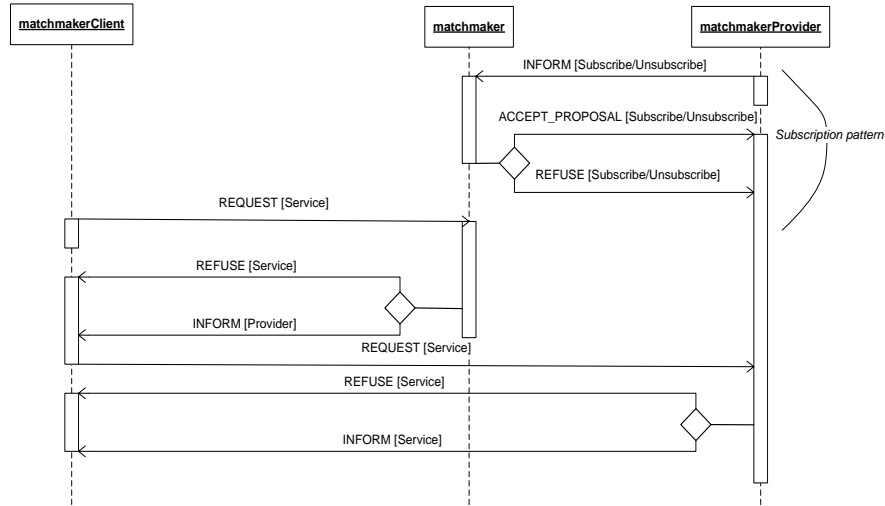 matchmakerClient
matchmaker
matchmakerProvider
INFORM [Subscribe/Unsubscribe]
ACCEPT_PROPOSAL [Subscribe/Unsubscribe]
Subscription pattern
REFUSE [Subscribe/Unsubscribe]
REQUEST [Service]
REFUSE [Service]
INFORM [Provider]
REQUEST [Service]
REFUSE [Service]
INFORM [Service]